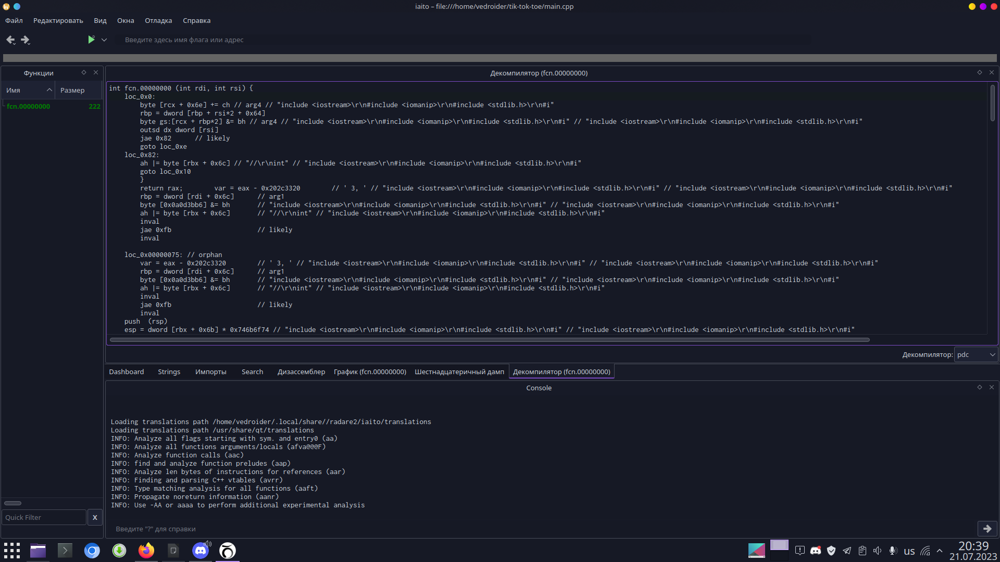 iaito – file:///home/vedroider/tik-tok-toe/main.cpp
Файл Редактировать Вид Окна Отладка Справка
Введите здесь имя флага или адрес
Функции
Имя Размер
fcn.00000000 222
Декомпилятор (fcn.00000000)
int fcn.00000000 (int rdi, int rsi) {
loc_0x0:
byte [rcx + 0x6e] += ch // arg4 // "include <iostream>\r\n#include <iomanip>\r\n#include <stdlib.h>\r\n#i"
rbp = dword [rbp + rsi*2 + 0x64]
byte gs:[rcx + rbp*2] &= bh // arg4 // "include <iostream>\r\n#include <iomanip>\r\n#include <stdlib.h>\r\n#i" // "include <iostream>\r\n#include <iomanip>\r\n#include <stdlib.h>\r\n#i"
outsd dx dword [rsi]
jae 0x82 // likely
goto loc_0xe
loc_0x82:
ah |= byte [rbx + 0x6c] // "//\r\nint" // "include <iostream>\r\n#include <iomanip>\r\n#include <stdlib.h>\r\n#i"
goto loc_0x10
}
return rax; var = eax - 0x202c3320 // ' 3, ' // "include <iostream>\r\n#include <iomanip>\r\n#include <stdlib.h>\r\n#i" // "include <iostream>\r\n#include <iomanip>\r\n#include <stdlib.h>\r\n#i"
rbp = dword [rdi + 0x6c] // arg1
byte [0x0a0d3bb6] &= bh // "include <iostream>\r\n#include <iomanip>\r\n#include <stdlib.h>\r\n#i" // "include <iostream>\r\n#include <iomanip>\r\n#include <stdlib.h>\r\n#i"
ah |= byte [rbx + 0x6c] // "//\r\nint" // "include <iostream>\r\n#include <iomanip>\r\n#include <stdlib.h>\r\n#i"
inval
jae 0xfb // likely
inval
loc_0x00000075: // orphan
var = eax - 0x202c3320 // ' 3, ' // "include <iostream>\r\n#include <iomanip>\r\n#include <stdlib.h>\r\n#i" // "include <iostream>\r\n#include <iomanip>\r\n#include <stdlib.h>\r\n#i"
rbp = dword [rdi + 0x6c] // arg1
byte [0x0a0d3bb6] &= bh // "include <iostream>\r\n#include <iomanip>\r\n#include <stdlib.h>\r\n#i" // "include <iostream>\r\n#include <iomanip>\r\n#include <stdlib.h>\r\n#i"
ah |= byte [rbx + 0x6c] // "//\r\nint" // "include <iostream>\r\n#include <iomanip>\r\n#include <stdlib.h>\r\n#i"
inval
jae 0xfb // likely
inval
push (rsp)
esp = dword [rbx + 0x6b] * 0x746b6f74 // "include <iostream>\r\n#include <iomanip>\r\n#include <stdlib.h>\r\n#i" // "include <iostream>\r\n#include <iomanip>\r\n#include <stdlib.h>\r\n#i"
Декомпилятор: pdc
Dashboard Strings Импорты Search Дизассемблер График (fcn.00000000) Шестнадцатеричный дамп Декомпилятор (fcn.00000000)
Console
Loading translations path /home/vedroider/.local/share//radare2/iaito/translations
Loading translations path /usr/share/qt/translations
INFO: Analyze all flags starting with sym. and entry0 (aa)
INFO: Analyze all functions arguments/locals (afva@@@F)
INFO: Analyze function calls (aac)
INFO: find and analyze function preludes (aap)
INFO: Analyze len bytes of instructions for references (aar)
INFO: Finding and parsing C++ vtables (avrr)
INFO: Type matching analysis for all functions (aaft)
INFO: Propagate noreturn information (aanr)
INFO: Use -AA or aaaa to perform additional experimental analysis
Quick Filter X
Введите "?" для справки
us
20:39
21.07.2023